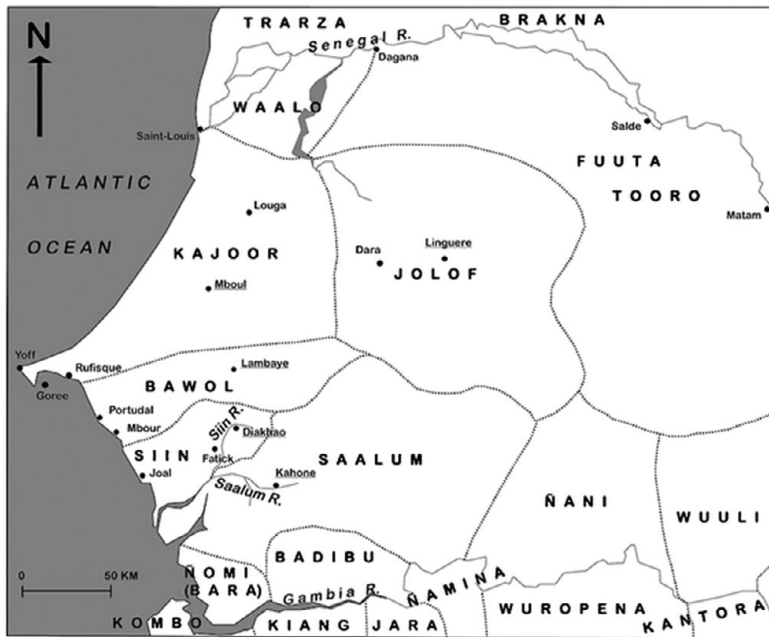 TRARZA
BRAKNA
N
Senegal R.
Dagana
WAALO
Saint-Louis
Salde
FUUTA
TOORO
ATLANTIC
OCEAN
Louga
Matam
KAJOOR
Dara
Linguere
JOLOF
Mboul
Yoff
Rufisque
Goree
Lambaye
BAWOL
Portudal
Mbour
Siin R.
Diakhao
SIIN
Fatick
SAALUM
Joal
Kahone
Saalum R.
ÑANI
WUULI
BADIBU
ÑOMI
(BARA)
Gambia R.
ÑAMINA
0
50 KM
KOMBO
KIANG
JARA
WUROPENA
KANTORA